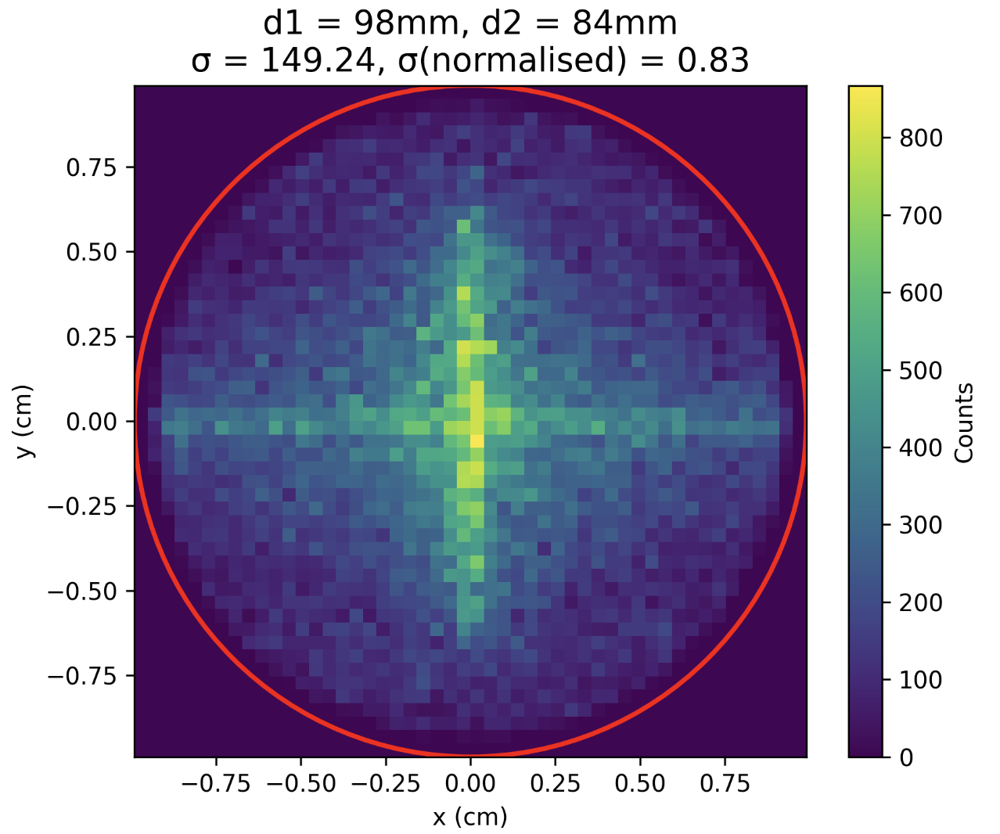 d1 = 98mm, d2 = 84mm
σ = 149.24, σ(normalised) = 0.83
0.75
0.50
0.25
0.00
−0.25
−0.50
−0.75
y (cm)
−0.75 −0.50 −0.25 0.00 0.25 0.50 0.75
x (cm)
800
700
600
500
400
300
200
100
0
Counts